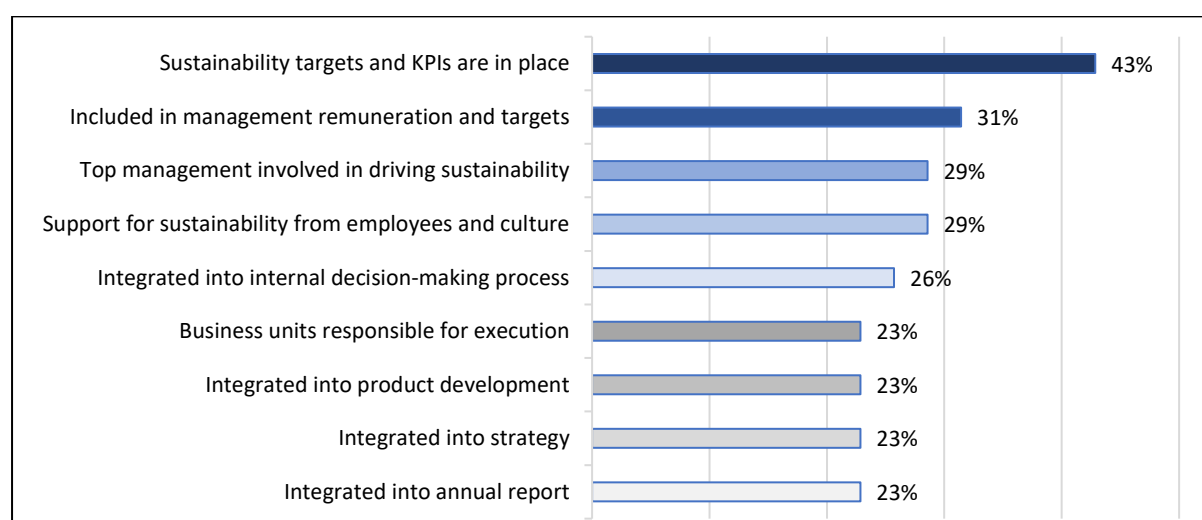 Sustainability targets and KPIs are in place 43%
Included in management remuneration and targets 31%
Top management involved in driving sustainability 29%
Support for sustainability from employees and culture 29%
Integrated into internal decision-making process 26%
Business units responsible for execution 23%
Integrated into product development 23%
Integrated into strategy 23%
Integrated into annual report 23%